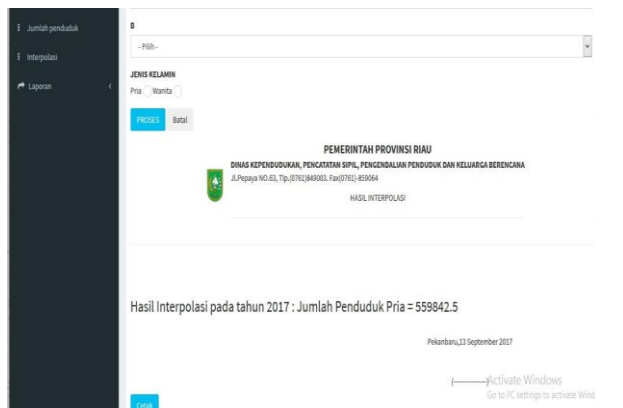 Jumlah penduduk
Interpolasi
Laporan
B
- Pilih -
JENIS KELAMIN
Pria Wanita
PROSES Batal
PEMERINTAH PROVINSI RIAU
DINAS KEPENDUDUKAN, PENCATATAN SIPIL, PENGENDALIAN PENDUDUK DAN KELUARGA BERENCANA
Jl.Pepaya NO.63, Tlp.(0761)849003. Fax(0761)-859064
HASIL INTERPOLASI
Hasil Interpolasi pada tahun 2017 : Jumlah Penduduk Pria = 559842.5
Pekanbaru,13 September 2017
(--------------)
Activate Windows
Go to PC settings to activate Wind
Cetak